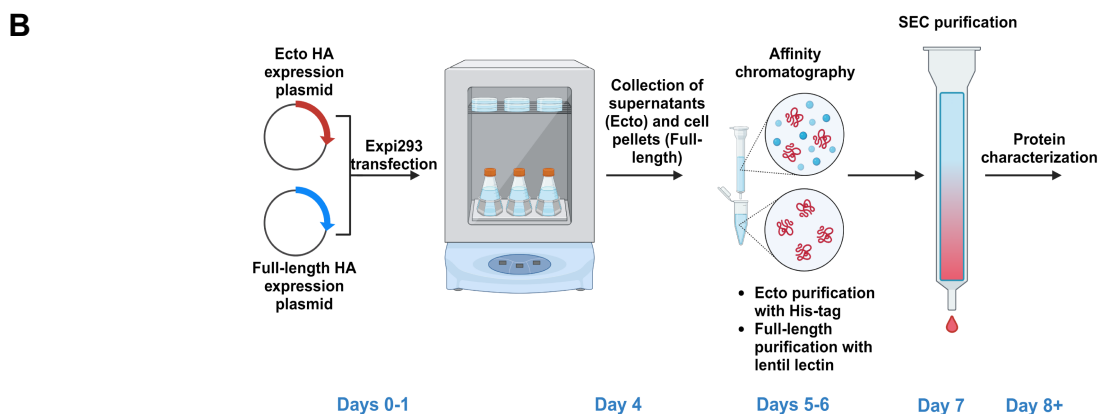 B
Ecto HA
expression
plasmid
Full-length HA
expression
plasmid
Expi293
transfection
Collection of
supernatants
(Ecto) and cell
pellets (Full-
length)
Affinity
chromatography
• Ecto purification
with His-tag
• Full-length
purification with
lentil lectin
SEC purification
Protein
characterization
Days 0-1
Day 4
Days 5-6
Day 7
Day 8+